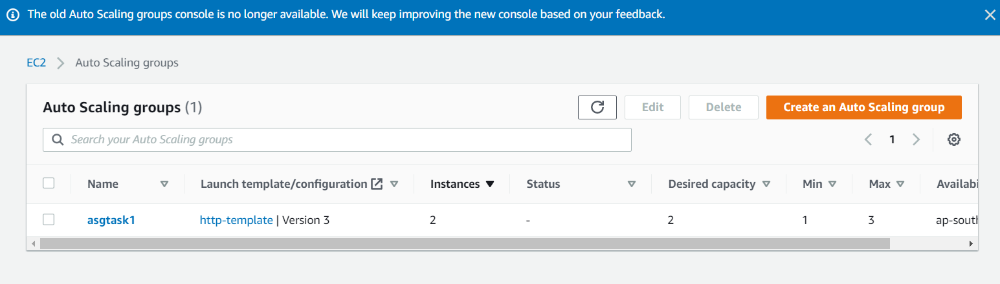 The old Auto Scaling groups console is no longer available. We will keep improving the new console based on your feedback.
EC2 Auto Scaling groups
Auto Scaling groups (1) Edit Delete Create an Auto Scaling group
Search your Auto Scaling groups 1
Name Launch template/configuration Instances Status Desired capacity Min Max Availabi
asgtask1 http-template | Version 3 2 - 2 1 3 ap-south